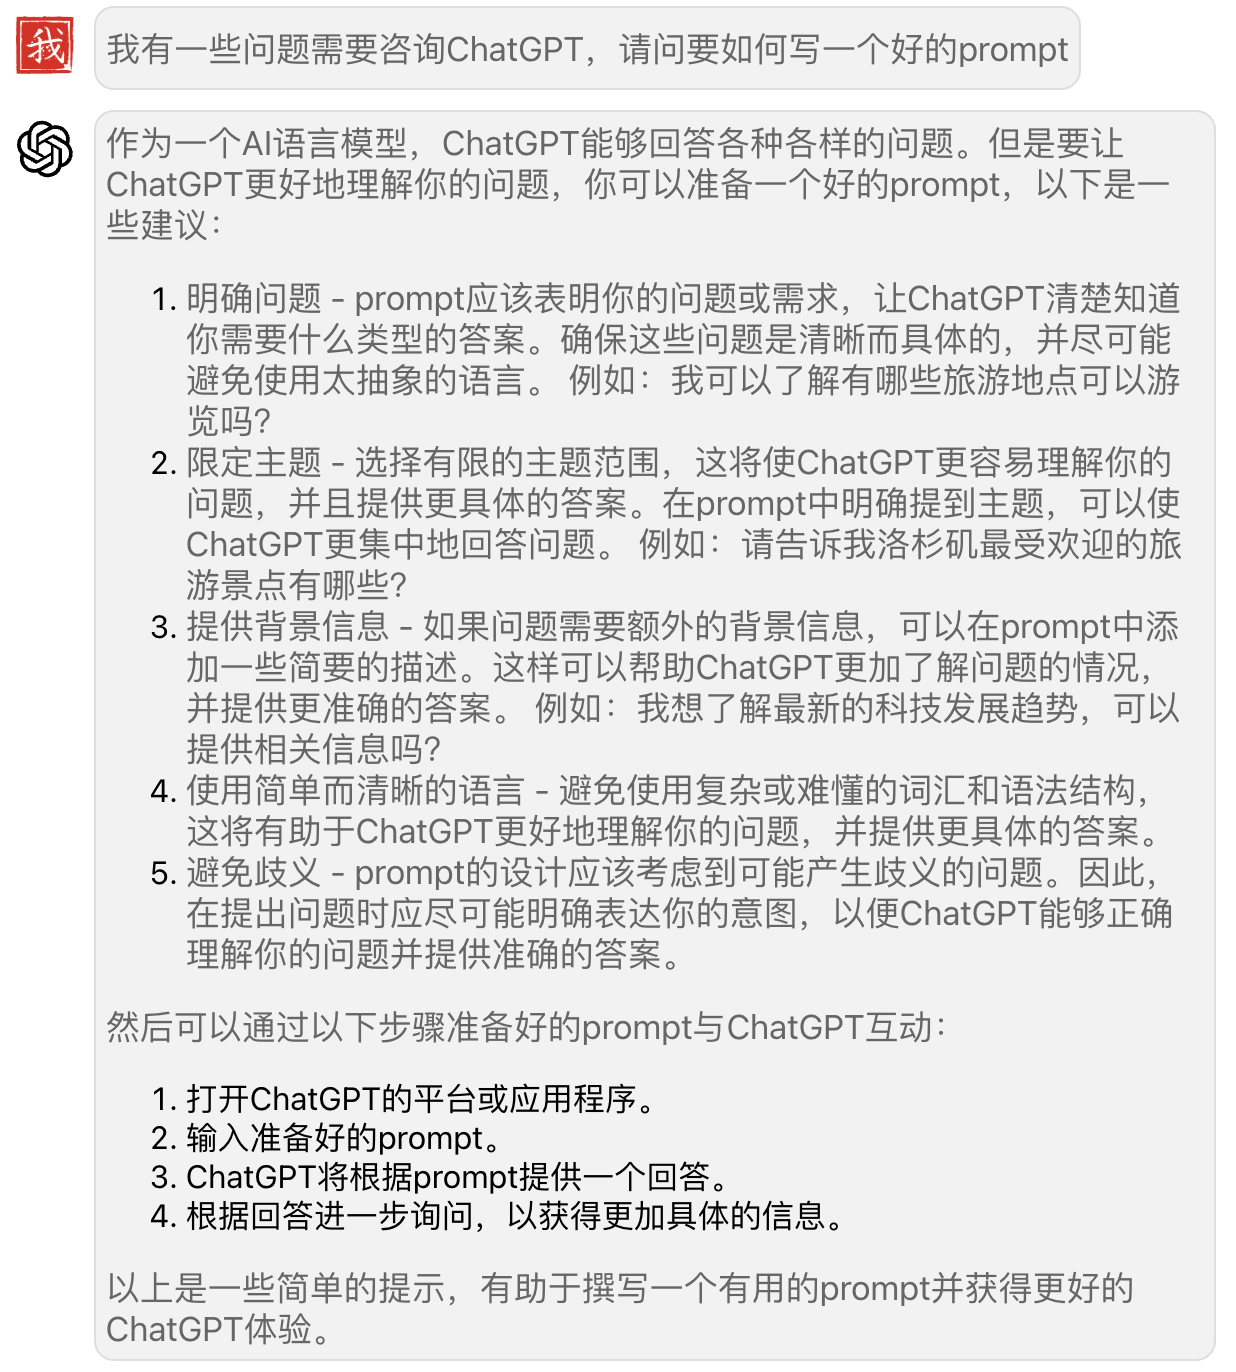 我
我有一些问题需要咨询ChatGPT，请问要如何写一个好的prompt
作为一个AI语言模型，ChatGPT能够回答各种各样的问题。但是要让
ChatGPT更好地理解你的问题，你可以准备一个好的prompt，以下是一
些建议：
1. 明确问题 - prompt应该表明你的问题或需求，让ChatGPT清楚知道
你需要什么类型的答案。确保这些问题是清晰而具体的，并尽可能
避免使用太抽象的语言。 例如：我可以了解有哪些旅游地点可以游
览吗？
2. 限定主题 - 选择有限的主题范围，这将使ChatGPT更容易理解你的
问题，并且提供更具体的答案。在prompt中明确提到主题，可以使
ChatGPT更集中地回答问题。 例如：请告诉我洛杉矶最受欢迎的旅
游景点有哪些？
3. 提供背景信息 - 如果问题需要额外的背景信息，可以在prompt中添
加一些简要的描述。这样可以帮助ChatGPT更加了解问题的情况，
并提供更准确的答案。 例如：我想了解最新的科技发展趋势，可以
提供相关信息吗？
4. 使用简单而清晰的语言 - 避免使用复杂或难懂的词汇和语法结构，
这将有助于ChatGPT更好地理解你的问题，并提供更具体的答案。
5. 避免歧义 - prompt的设计应该考虑到可能产生歧义的问题。因此，
在提出问题时应尽可能明确表达你的意图，以便ChatGPT能够正确
理解你的问题并提供准确的答案。
然后可以通过以下步骤准备好的prompt与ChatGPT互动：
1. 打开ChatGPT的平台或应用程序。
2. 输入准备好的prompt。
3. ChatGPT将根据prompt提供一个回答。
4. 根据回答进一步询问，以获得更加具体的信息。
以上是一些简单的提示，有助于撰写一个有用的prompt并获得更好的
ChatGPT体验。